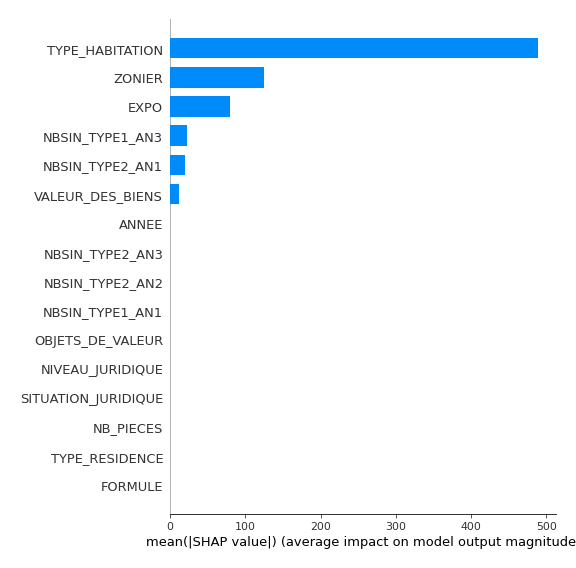 TYPE_HABITATION
ZONIER
EXPO
NBSIN_TYPE1_AN3
NBSIN_TYPE2_AN1
VALEUR_DES_BIENS
ANNEE
NBSIN_TYPE2_AN3
NBSIN_TYPE2_AN2
NBSIN_TYPE1_AN1
OBJETS_DE_VALEUR
NIVEAU_JURIDIQUE
SITUATION_JURIDIQUE
NB_PIECES
TYPE_RESIDENCE
FORMULE
0 100 200 300 400 500
mean(|SHAP value|) (average impact on model output magnitude